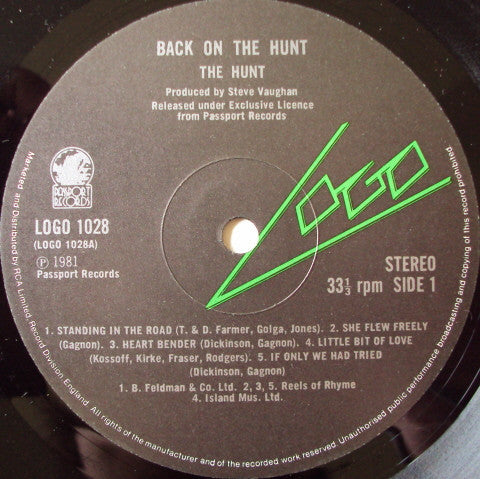 BACK ON THE HUNT
THE HUNT
Produced by Steve Vaughan
Released under Exclusive Licence
from Passport Records
PASSPORT
RECORDS
LOGO
LOGO 1028
(LOGO 1028A)
Ⓟ 1981
Passport Records
STEREO
33⅓ rpm SIDE 1
1. STANDING IN THE ROAD (T. & D. Farmer, Golga, Jones). 2. SHE FLEW FREELY
(Gagnon). 3. HEART BENDER (Dickinson, Gagnon). 4. LITTLE BIT OF LOVE
(Kossoff, Kirke, Fraser, Rodgers). 5. IF ONLY WE HAD TRIED
(Dickinson, Gagnon)
1. B. Feldman & Co. Ltd. 2, 3, 5. Reels of Rhyme
4. Island Mus. Ltd.
Marketed and Distributed by RCA Limited, Record Division England. All rights of the manufacturer and of the recorded work reserved. Unauthorised public performance broadcasting and copying of this record prohibited.